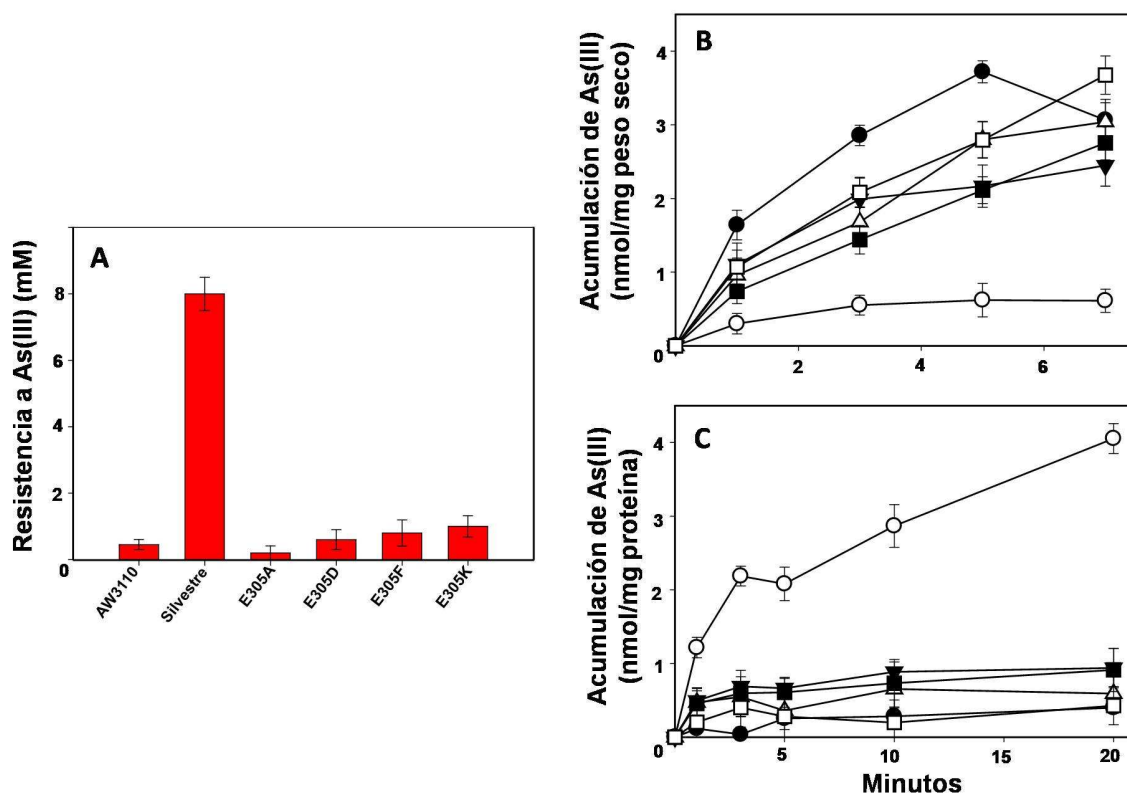 A
Resistencia a As(III) (mM)
8
6
4
2
0
AW3110
Silvestre
E305A
E305D
E305F
E305K
B
Acumulación de As(III)
(nmol/mg peso seco)
4
3
2
1
0
2
4
6
C
Acumulación de As(III)
(nmol/mg proteína)
4
3
2
1
0
5
10
15
20
Minutos